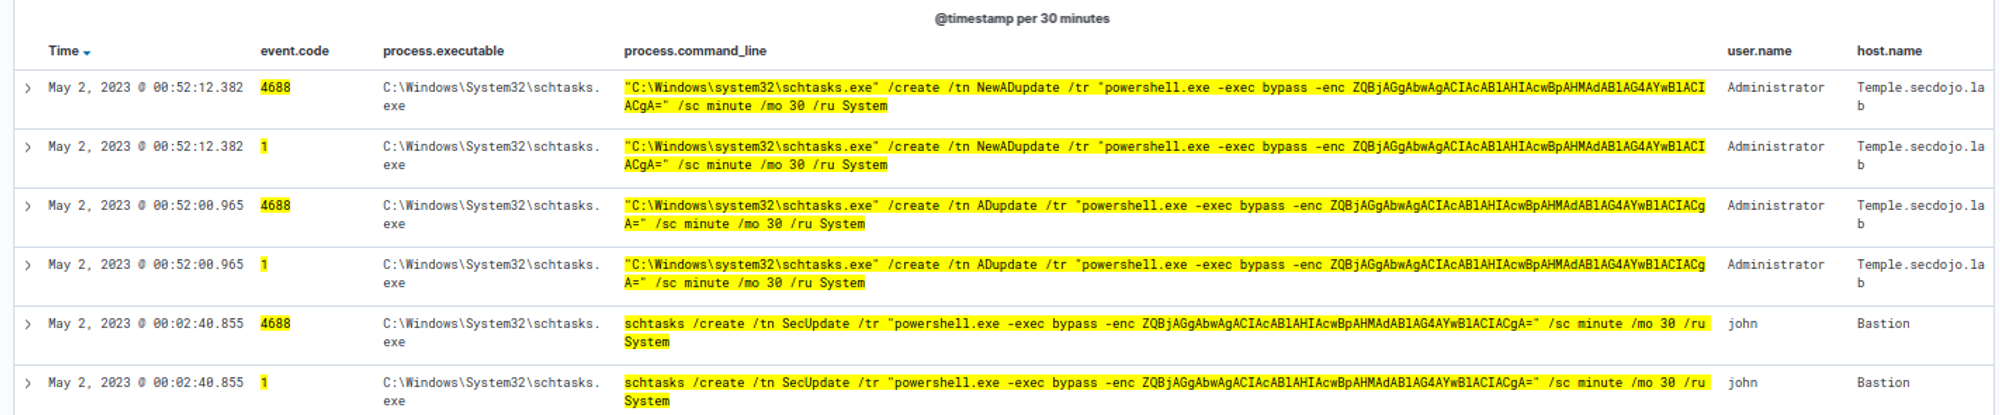 @timestamp per 30 minutes
Time event.code process.executable process.command_line user.name host.name
May 2, 2023 @ 00:52:12.382 4688 C:\Windows\System32\schtasks. "C:\Windows\system32\schtasks.exe" /create /tn NewADupdate /tr "powershell.exe -exec bypass -enc ZQBjAGgAbwAgACIAcABlAHIAcwBpAHMAdABlAG4AYwBlACI Administrator Temple.secdojo.la
exe ACgA=" /sc minute /mo 30 /ru System b
May 2, 2023 @ 00:52:12.382 1 C:\Windows\System32\schtasks. "C:\Windows\system32\schtasks.exe" /create /tn NewADupdate /tr "powershell.exe -exec bypass -enc ZQBjAGgAbwAgACIAcABlAHIAcwBpAHMAdABlAG4AYwBlACI Administrator Temple.secdojo.la
exe ACgA=" /sc minute /mo 30 /ru System b
May 2, 2023 @ 00:52:00.965 4688 C:\Windows\System32\schtasks. "C:\Windows\system32\schtasks.exe" /create /tn ADupdate /tr "powershell.exe -exec bypass -enc ZQBjAGgAbwAgACIAcABlAHIAcwBpAHMAdABlAG4AYwBlACIACg Administrator Temple.secdojo.la
exe A=" /sc minute /mo 30 /ru System b
May 2, 2023 @ 00:52:00.965 1 C:\Windows\System32\schtasks. "C:\Windows\system32\schtasks.exe" /create /tn ADupdate /tr "powershell.exe -exec bypass -enc ZQBjAGgAbwAgACIAcABlAHIAcwBpAHMAdABlAG4AYwBlACIACg Administrator Temple.secdojo.la
exe A=" /sc minute /mo 30 /ru System b
May 2, 2023 @ 00:02:40.855 4688 C:\Windows\System32\schtasks. schtasks /create /tn SecUpdate /tr "powershell.exe -exec bypass -enc ZQBjAGgAbwAgACIAcABlAHIAcwBpAHMAdABlAG4AYwBlACIACgA=" /sc minute /mo 30 /ru john Bastion
exe System
May 2, 2023 @ 00:02:40.855 1 C:\Windows\System32\schtasks. schtasks /create /tn SecUpdate /tr "powershell.exe -exec bypass -enc ZQBjAGgAbwAgACIAcABlAHIAcwBpAHMAdABlAG4AYwBlACIACgA=" /sc minute /mo 30 /ru john Bastion
exe System